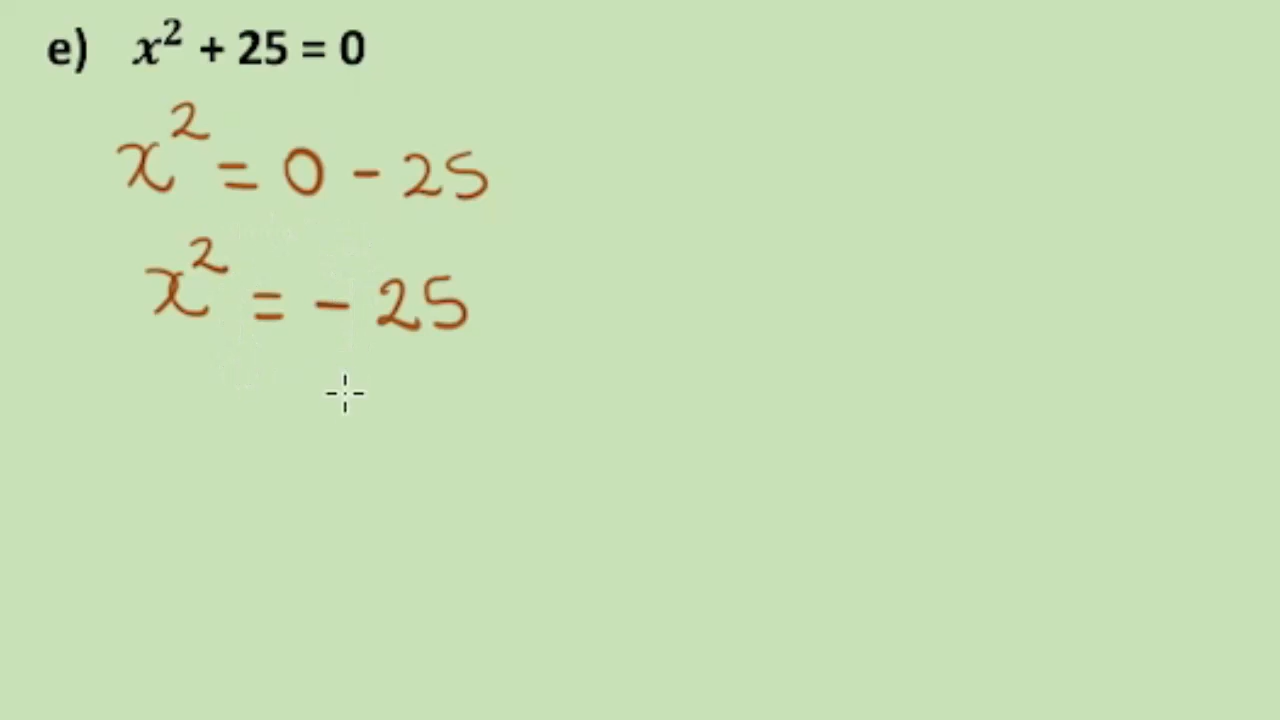 e) x² + 25 = 0
x² = 0 - 25
x² = - 25